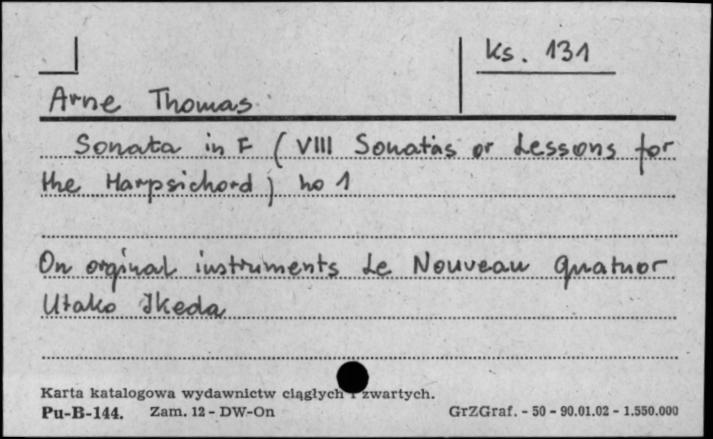 ks. 131
Arne Thomas
Sonata in F (VIII Sonatas or Lessons for
the Harpsichord) no 1
On orginal instruments Le Nouveau Quatuor
Utako Ikeda
Karta katalogowa wydawnictw ciągłych i zwartych.
Pu-B-144. Zam. 12 - DW-On GrZGraf. - 50 - 90.01.02 - 1.550.000